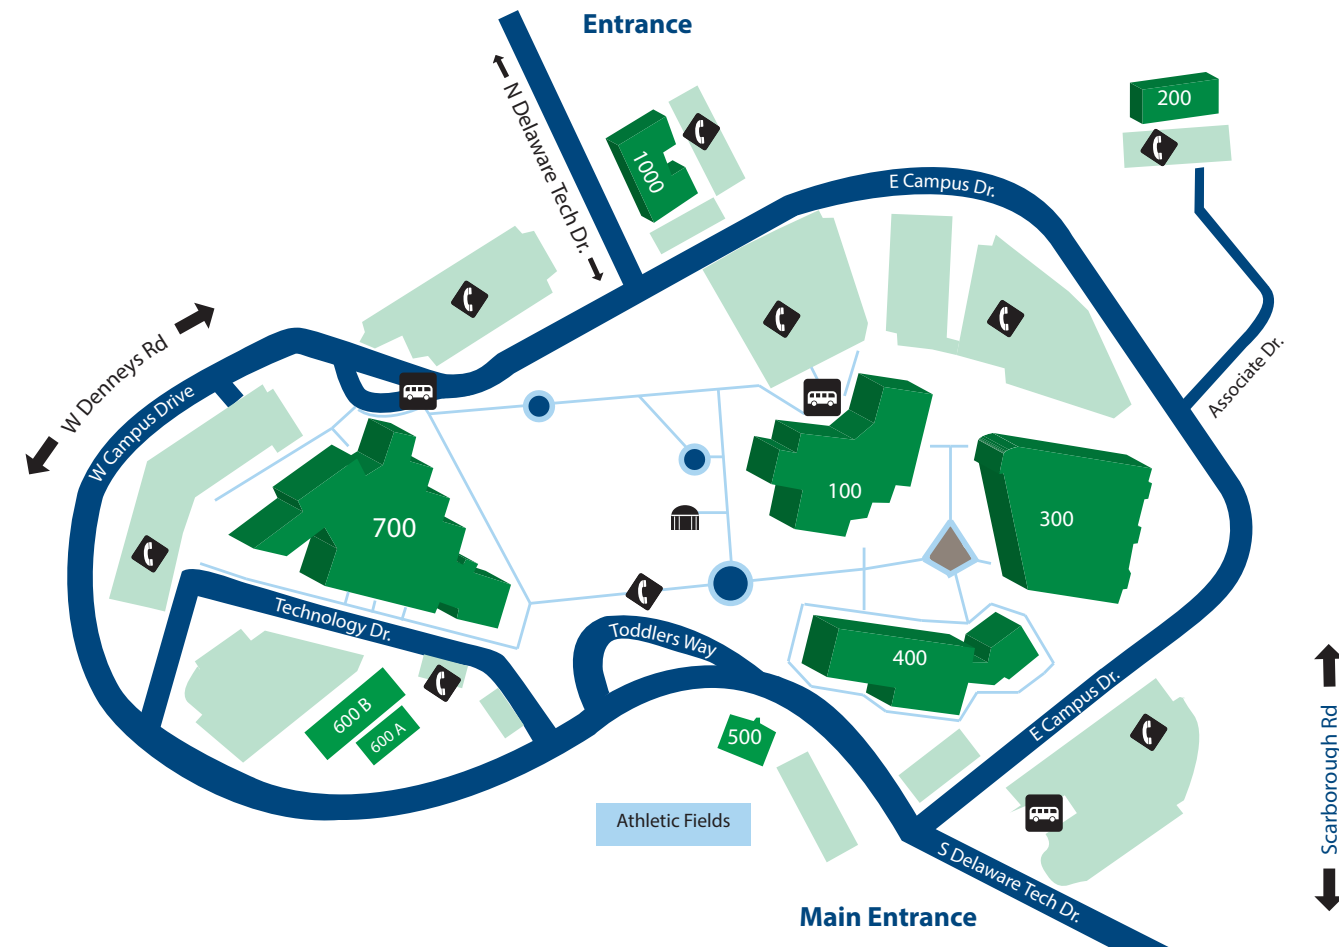 Entrance
N Delaware Tech Dr.
1000
200
E Campus Dr.
W Denneys Rd
W Campus Drive
Associate Dr.
100
300
700
Technology Dr.
Toddlers Way
400
600 B
600 A
500
E Campus Dr.
Scarborough Rd
Athletic Fields
S Delaware Tech Dr.
Main Entrance